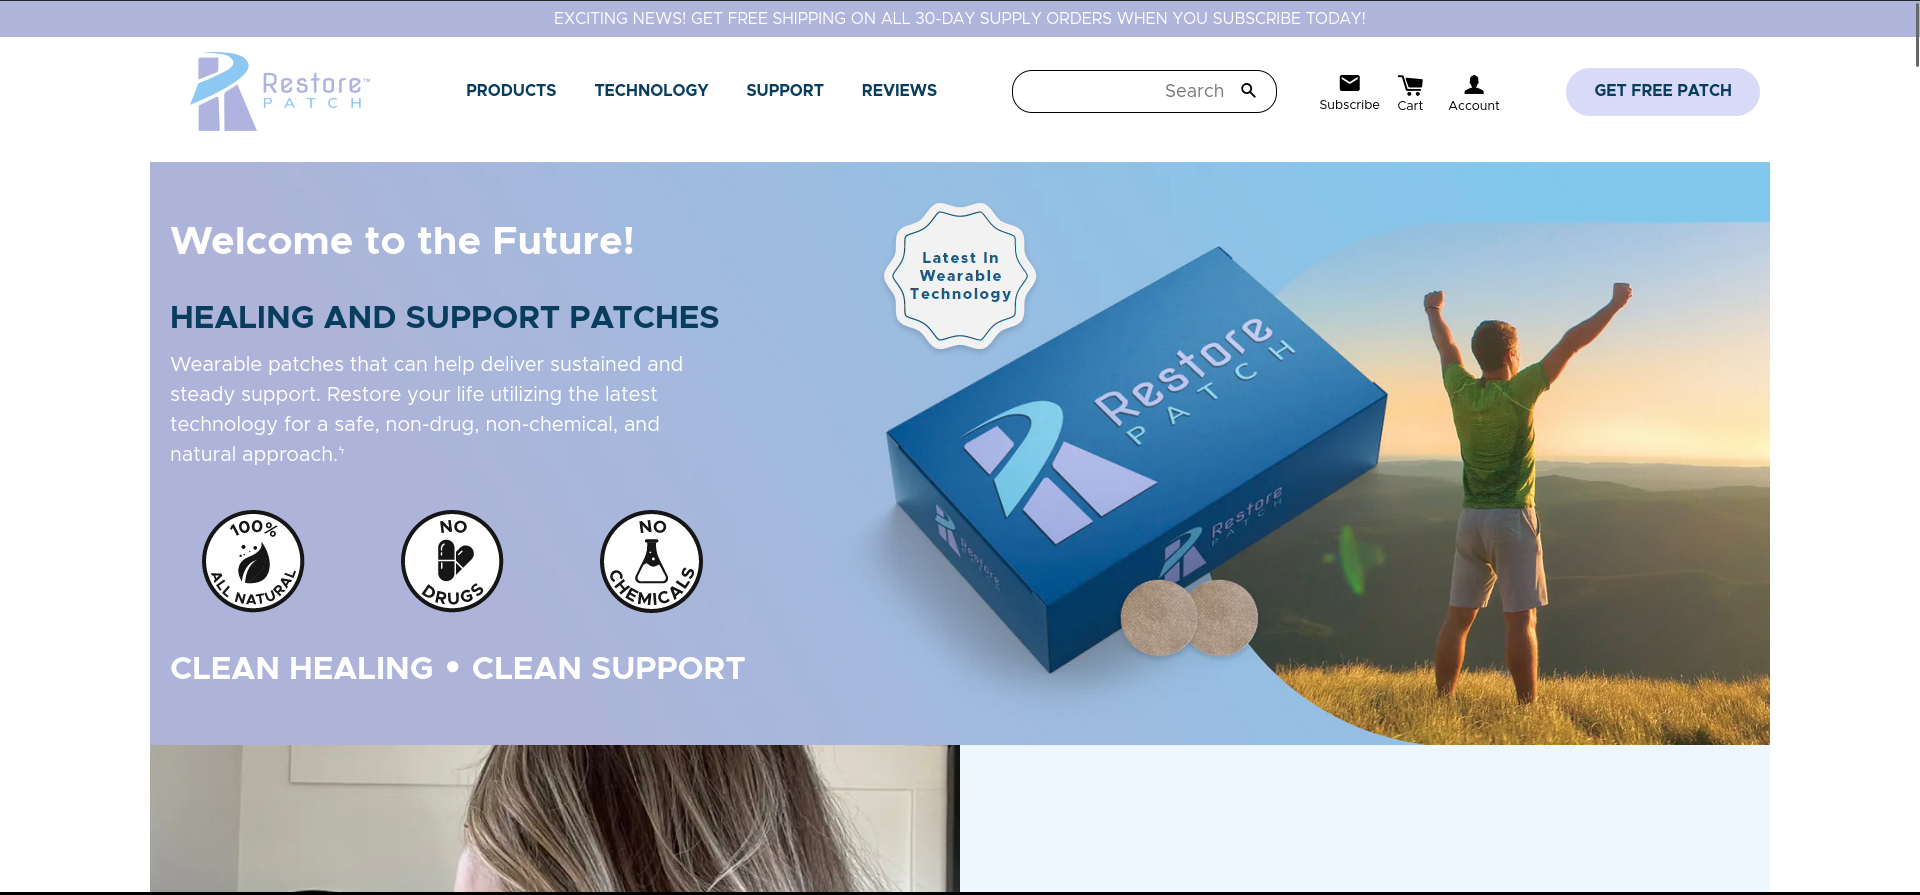 EXCITING NEWS! GET FREE SHIPPING ON ALL 30-DAY SUPPLY ORDERS WHEN YOU SUBSCRIBE TODAY!
Restore™
PATCH
PRODUCTS
TECHNOLOGY
SUPPORT
REVIEWS
Search
Subscribe
Cart
Account
GET FREE PATCH
Welcome to the Future!
HEALING AND SUPPORT PATCHES
Wearable patches that can help deliver sustained and
steady support. Restore your life utilizing the latest
technology for a safe, non-drug, non-chemical, and
natural approach.ϟ
100%
ALL NATURAL
NO
DRUGS
NO
CHEMICALS
CLEAN HEALING • CLEAN SUPPORT
Latest In
Wearable
Technology
Restore
PATCH
Restore
PATCH
Restore
PATCH